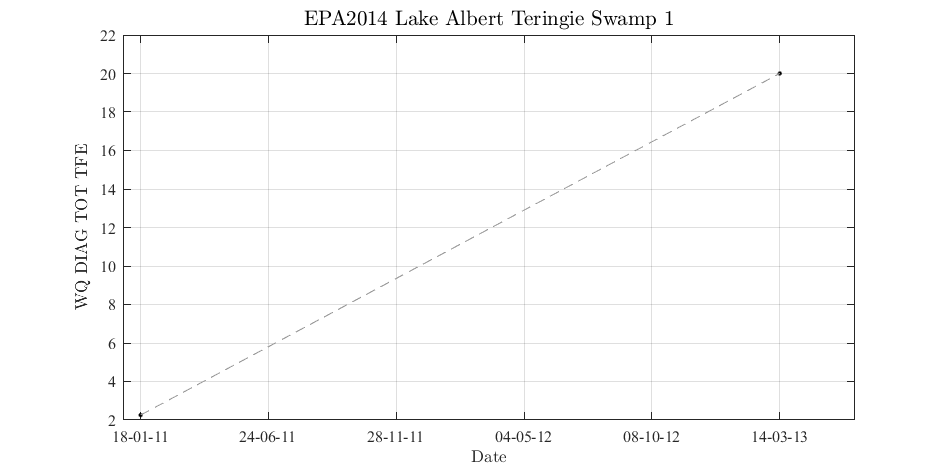 EPA2014 Lake Albert Teringie Swamp 1
WQ DIAG TOT TFE
22
20
18
16
14
12
10
8
6
4
2
18-01-11 24-06-11 28-11-11 04-05-12 08-10-12 14-03-13
Date